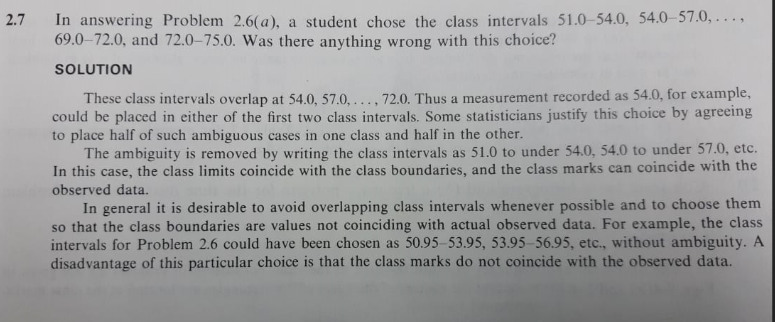 2.7 In answering Problem 2.6(a), a student chose the class intervals 51.0–54.0, 54.0–57.0, . . . ,
69.0–72.0, and 72.0–75.0. Was there anything wrong with this choice?
SOLUTION
These class intervals overlap at 54.0, 57.0, . . . , 72.0. Thus a measurement recorded as 54.0, for example,
could be placed in either of the first two class intervals. Some statisticians justify this choice by agreeing
to place half of such ambiguous cases in one class and half in the other.
The ambiguity is removed by writing the class intervals as 51.0 to under 54.0, 54.0 to under 57.0, etc.
In this case, the class limits coincide with the class boundaries, and the class marks can coincide with the
observed data.
In general it is desirable to avoid overlapping class intervals whenever possible and to choose them
so that the class boundaries are values not coinciding with actual observed data. For example, the class
intervals for Problem 2.6 could have been chosen as 50.95–53.95, 53.95–56.95, etc., without ambiguity. A
disadvantage of this particular choice is that the class marks do not coincide with the observed data.